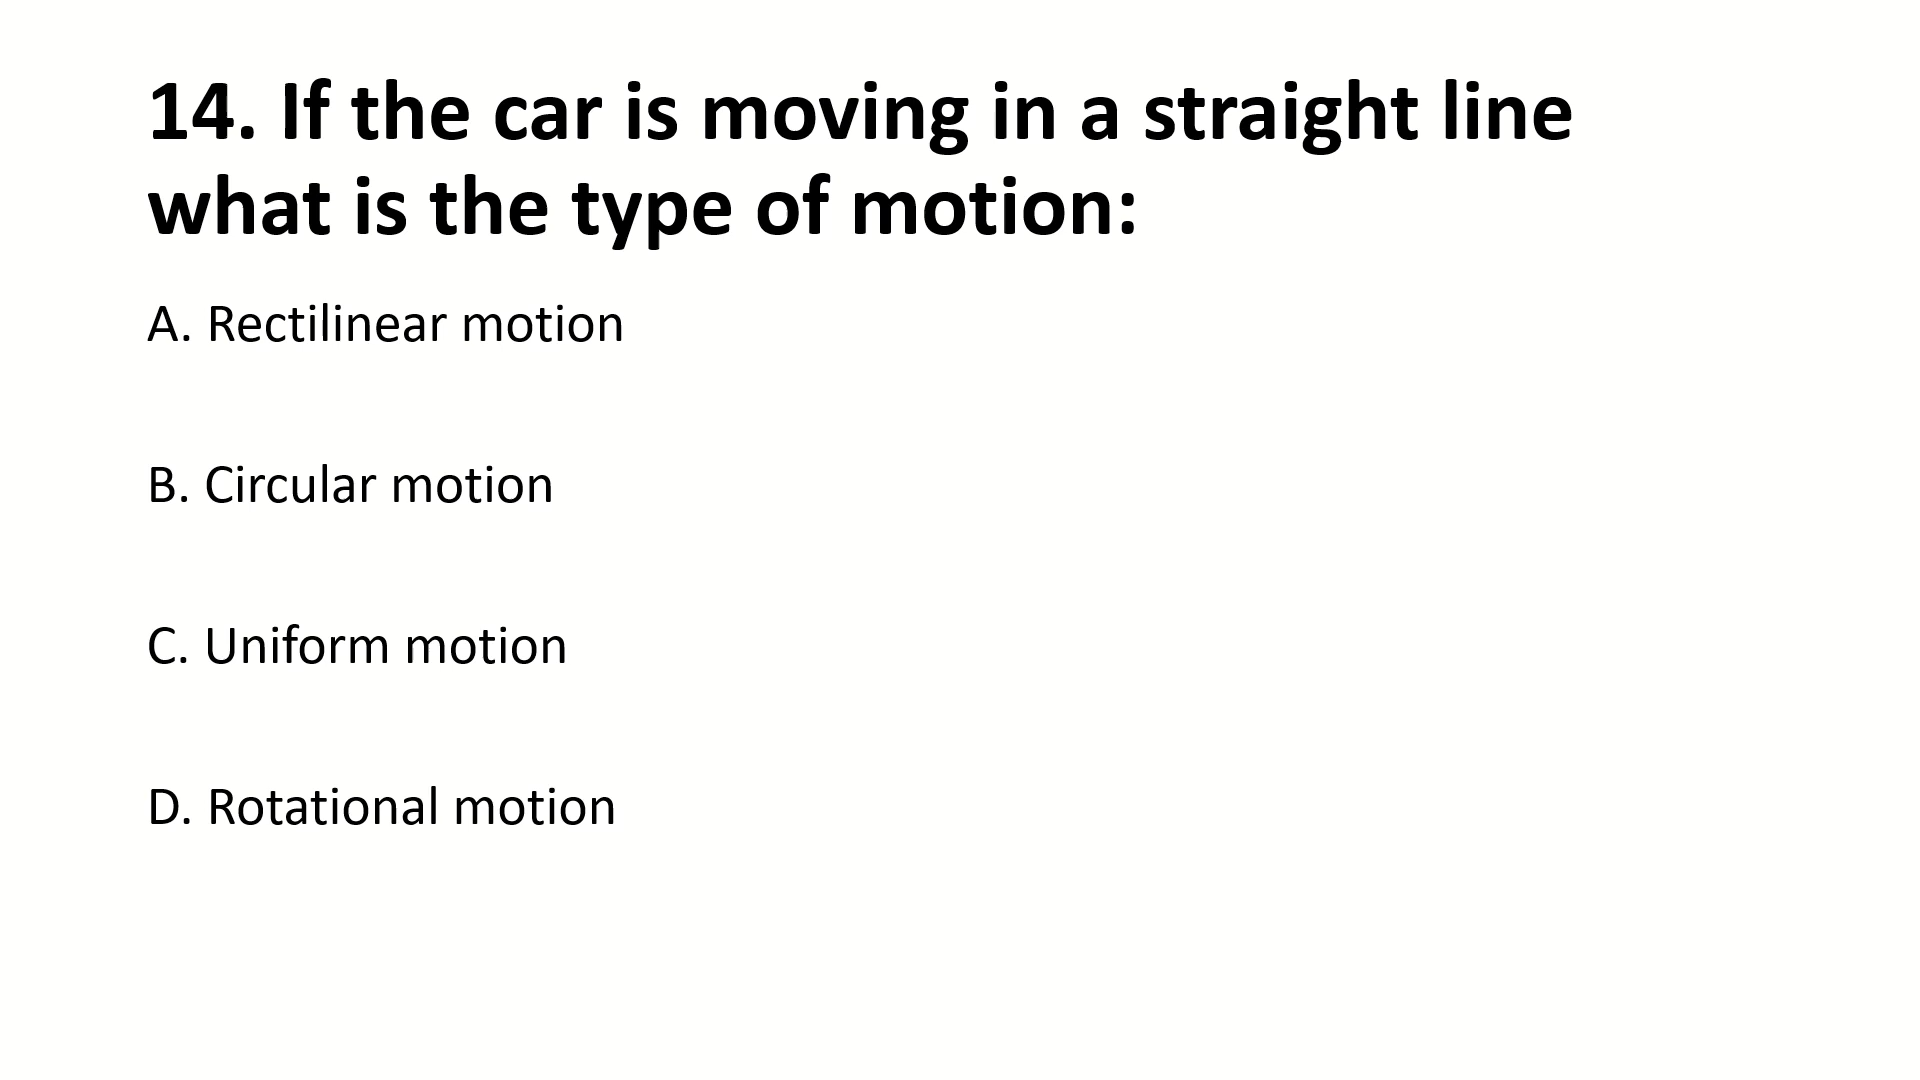 14. If the car is moving in a straight line
what is the type of motion:
A. Rectilinear motion
B. Circular motion
C. Uniform motion
D. Rotational motion